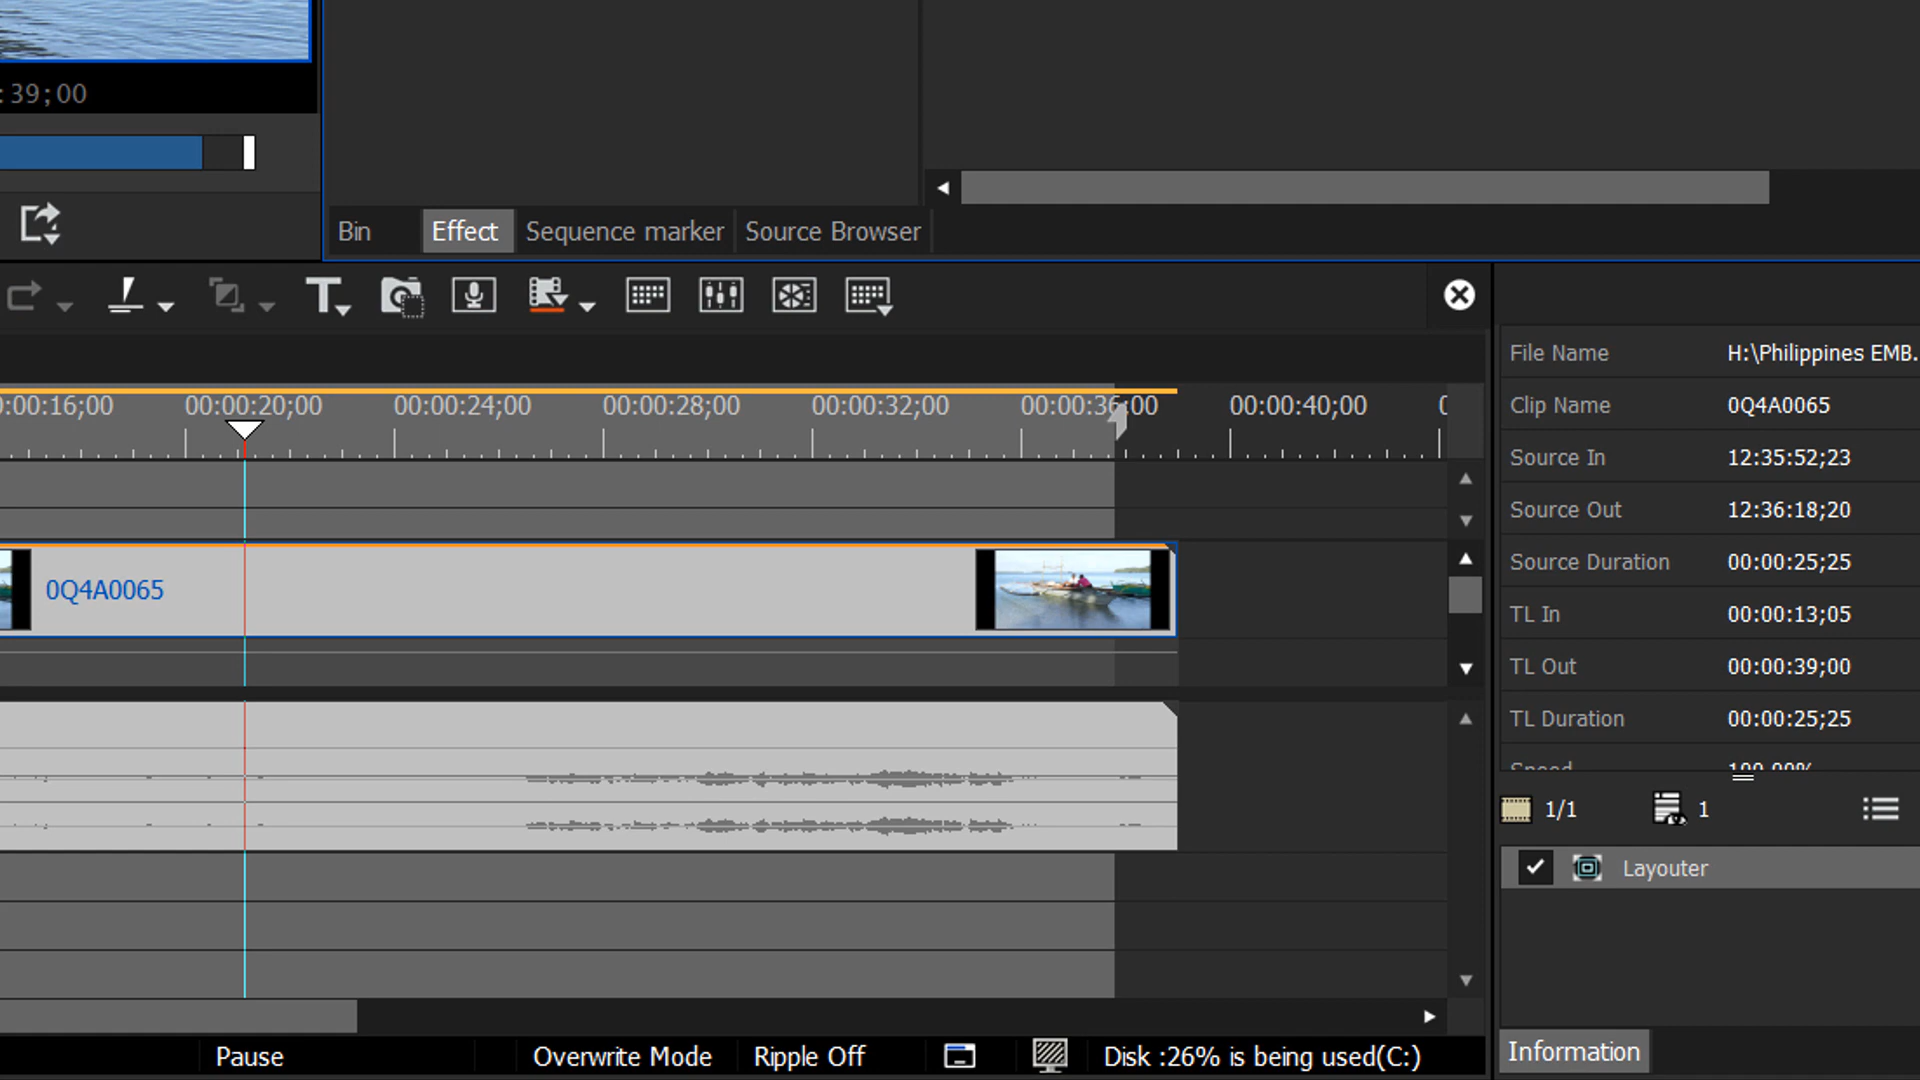 :39;00
Bin Effect Sequence marker Source Browser
:00:16;00 00:00:20;00 00:00:24;00 00:00:28;00 00:00:32;00 00:00:36;00 00:00:40;00
0Q4A0065
File Name H:\Philippines EMB.
Clip Name 0Q4A0065
Source In 12:35:52;23
Source Out 12:36:18;20
Source Duration 00:00:25;25
TL In 00:00:13;05
TL Out 00:00:39;00
TL Duration 00:00:25;25
Speed 100.00%
1/1 1
Layouter
Information
Pause Overwrite Mode Ripple Off Disk :26% is being used(C:)